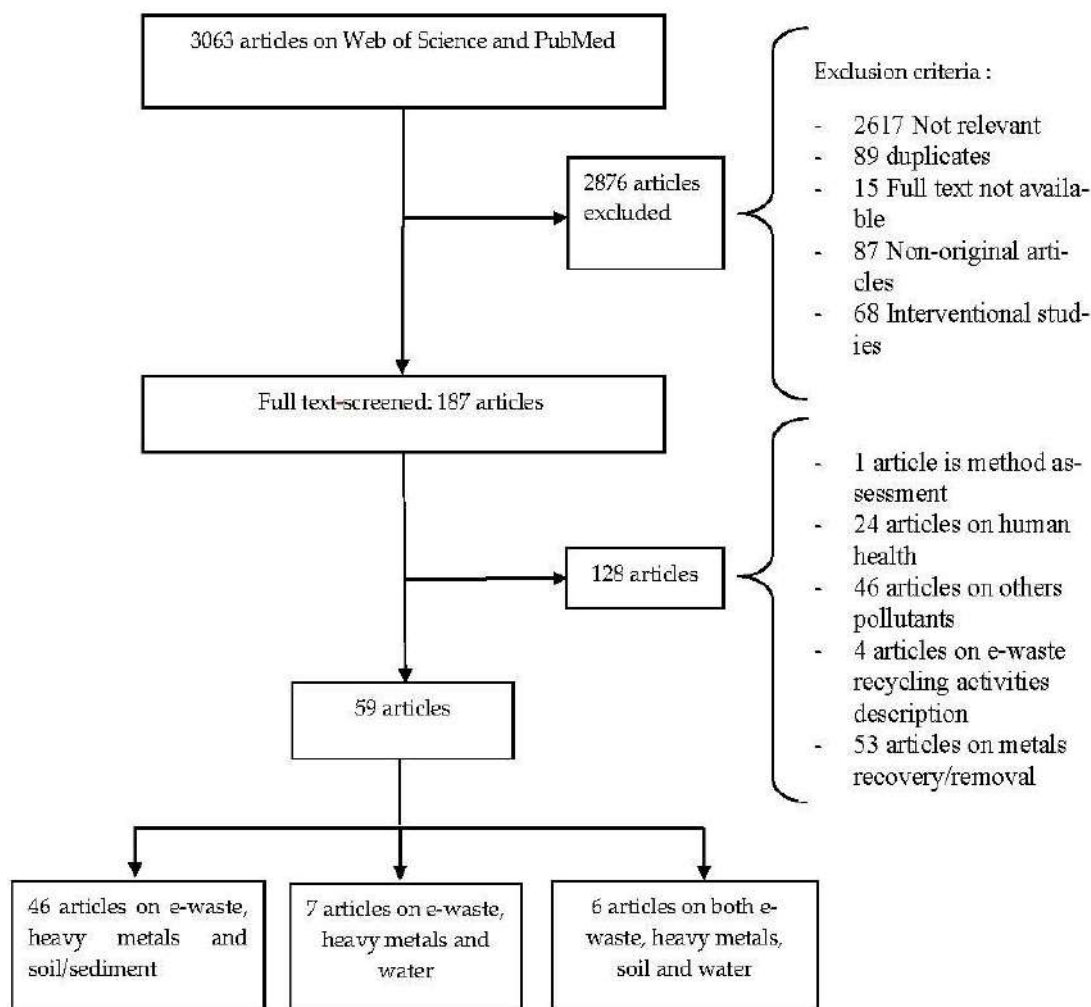 3063 articles on Web of Science and PubMed
Exclusion criteria :
- 2617 Not relevant
- 89 duplicates
- 15 Full text not availa-
ble
- 87 Non-original arti-
cles
- 68 Interventional stud-
ies
2876 articles
excluded
Full text-screened: 187 articles
- 1 article is method as-
sessment
- 24 articles on human
health
- 46 articles on others
pollutants
- 4 articles on e-waste
recycling activities
description
- 53 articles on metals
recovery/removal
128 articles
59 articles
46 articles on e-waste,
heavy metals and
soil/sediment
7 articles on e-waste,
heavy metals and
water
6 articles on both e-
waste, heavy metals,
soil and water